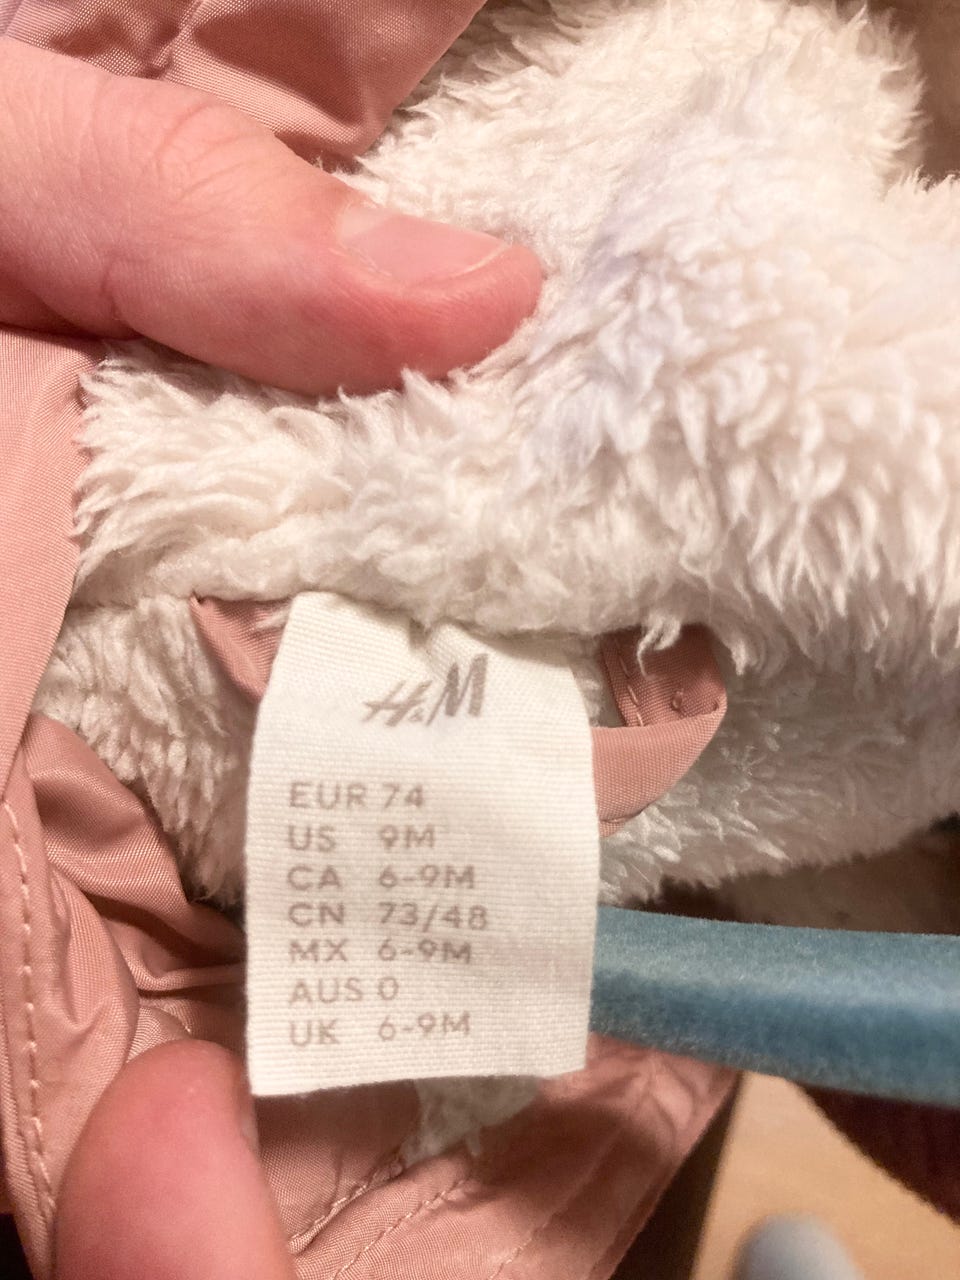 H&M
EUR 74
US 9M
CA 6-9M
CN 73/48
MX 6-9M
AUS 0
UK 6-9M